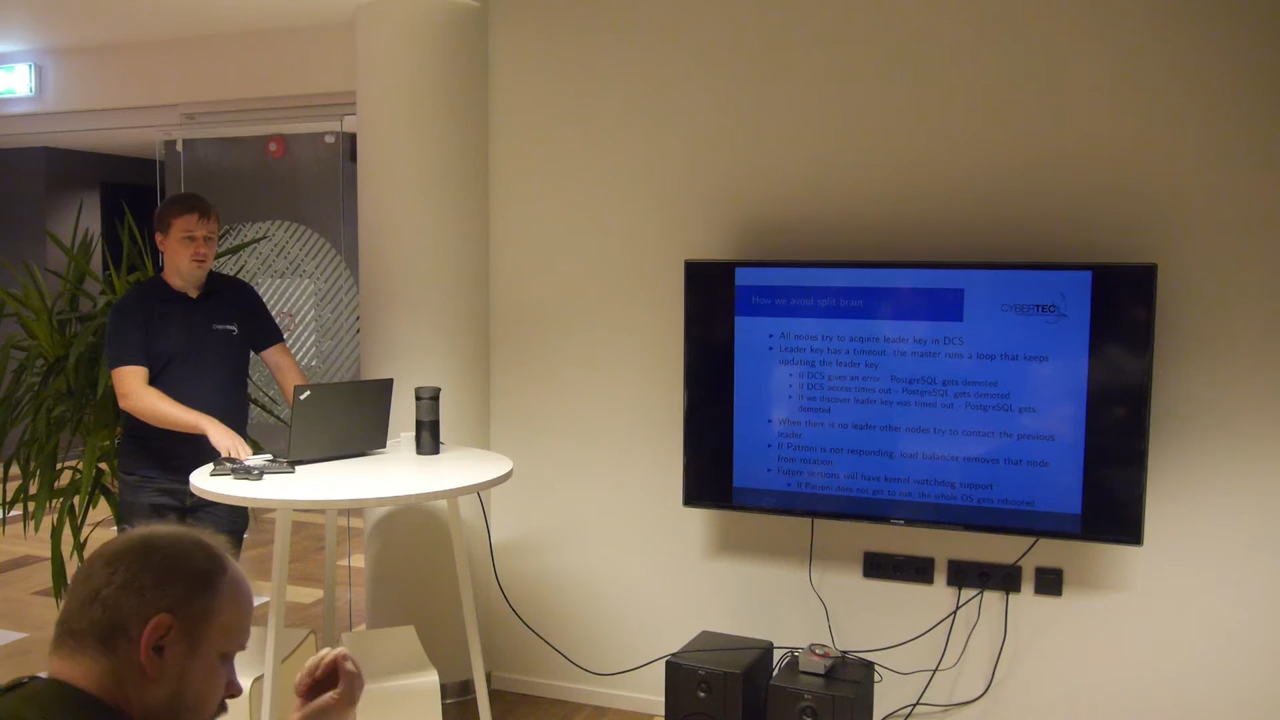 How we avoid split brain
CYBERTEC
All nodes try to acquire leader key in DCS
Leader key has a timeout, the master runs a loop that keeps
updating the leader key
If DCS gives an error - PostgreSQL gets demoted
If DCS access times out - PostgreSQL gets demoted
If we discover leader key was timed out - PostgreSQL gets
demoted
When there is no leader other nodes try to contact the previous
leader.
If Patroni is not responding, load balancer removes that node
from rotation.
Future versions will have kernel watchdog support
If Patroni does not get to run, the whole OS gets rebooted
CYBERTEC